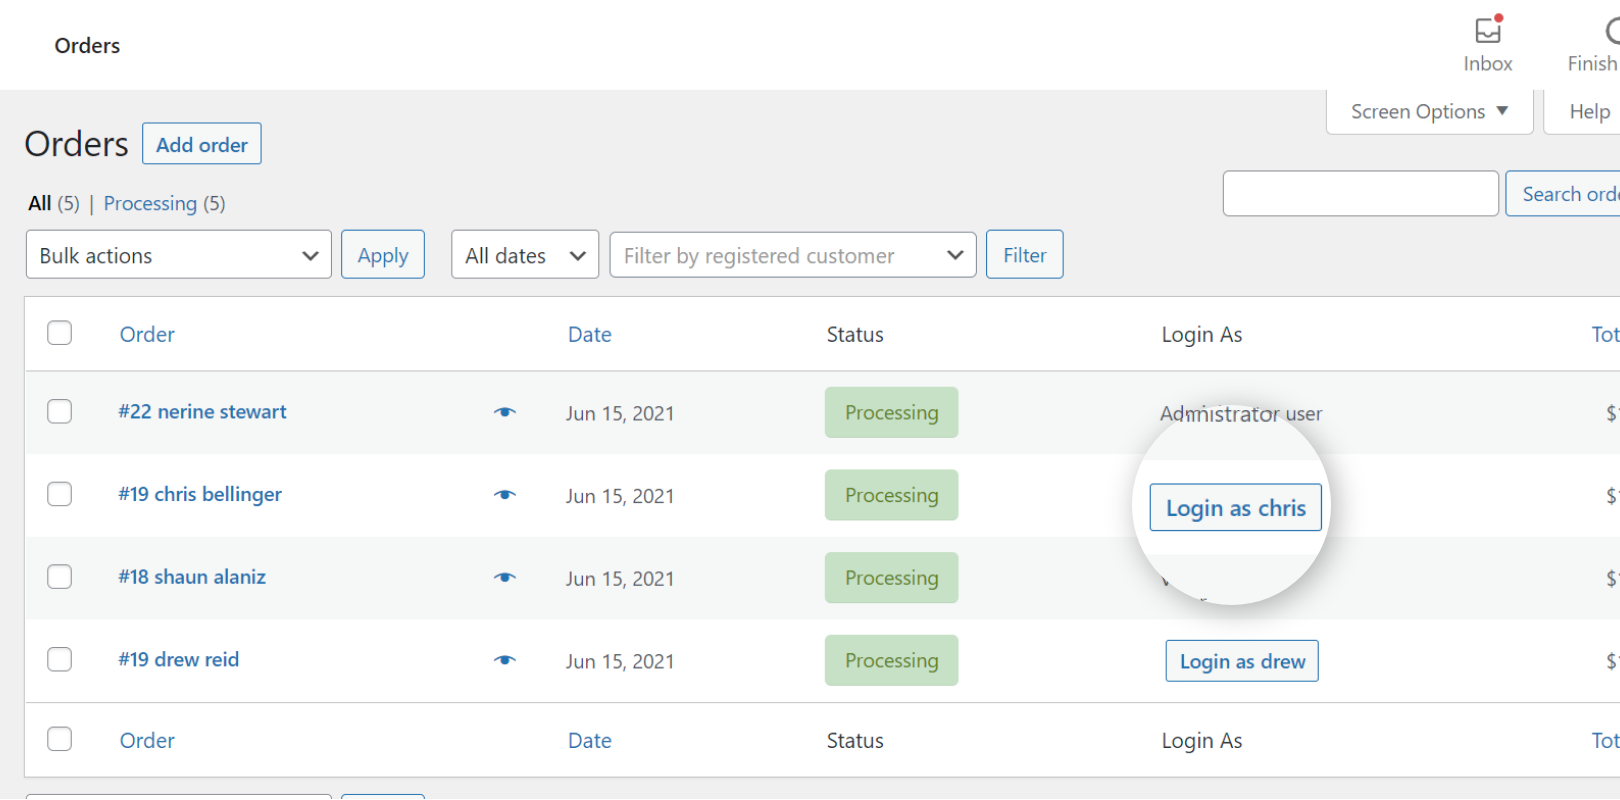 Orders
Inbox
Finish
Screen Options
Help
Orders
Add order
All (5) | Processing (5)
Search orde
Bulk actions
Apply
All dates
Filter by registered customer
Filter
Order
Date
Status
Login As
Tot
#22 nerine stewart
Jun 15, 2021
Processing
Administrator user
#19 chris bellinger
Jun 15, 2021
Processing
Login as chris
#18 shaun alaniz
Jun 15, 2021
Processing
#19 drew reid
Jun 15, 2021
Processing
Login as drew
Order
Date
Status
Login As
Tot